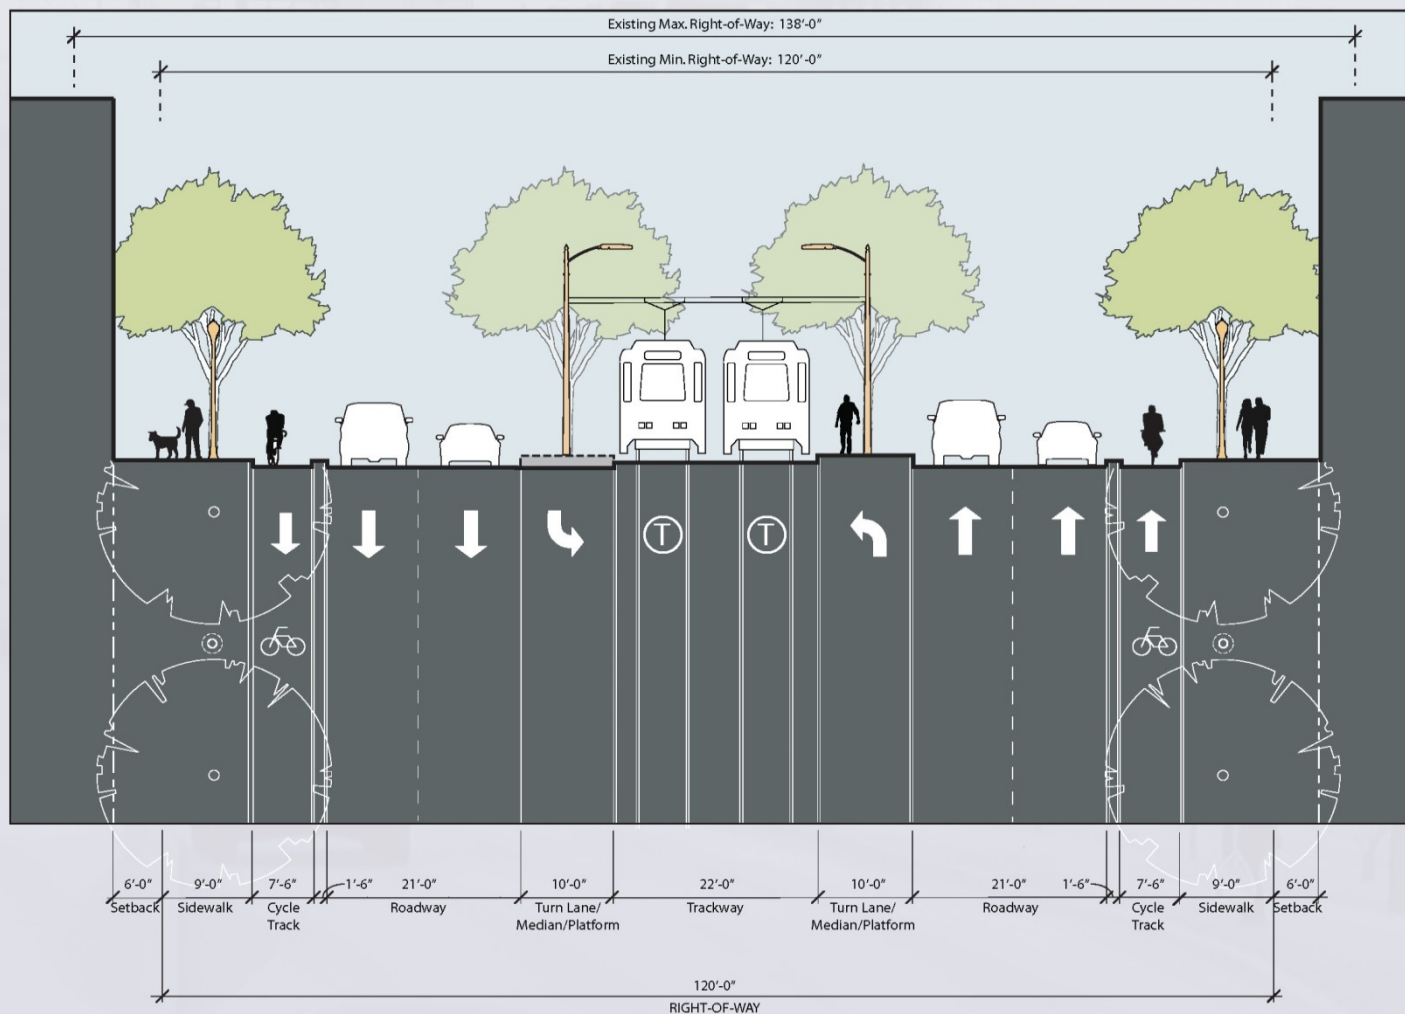 Existing Max. Right-of-Way: 138'-0"
Existing Min. Right-of-Way: 120'-0"
T T
6'-0" 9'-0" 7'-6" 1'-6" 21'-0" 10'-0" 22'-0" 10'-0" 21'-0" 1'-6" 7'-6" 9'-0" 6'-0"
Setback Sidewalk Cycle Roadway Turn Lane/ Trackway Turn Lane/ Roadway Cycle Sidewalk Setback
Track Median/Platform Median/Platform Track
120'-0"
RIGHT-OF-WAY